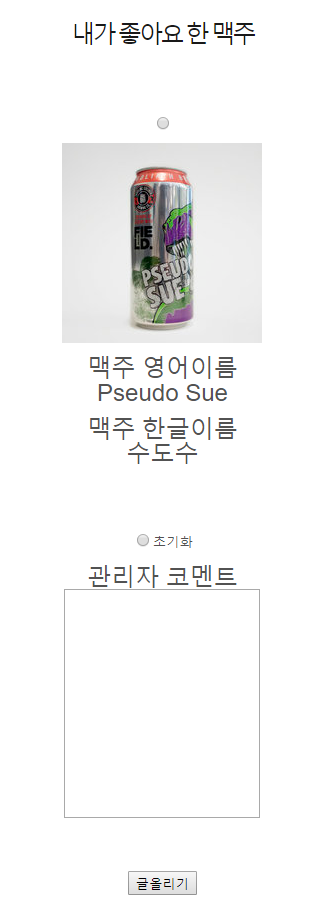 내가 좋아요 한 맥주
FIE
LD.
PSEUDO
SUE
맥주 영어이름
Pseudo Sue
맥주 한글이름
수도수
초기화
관리자 코멘트
글올리기